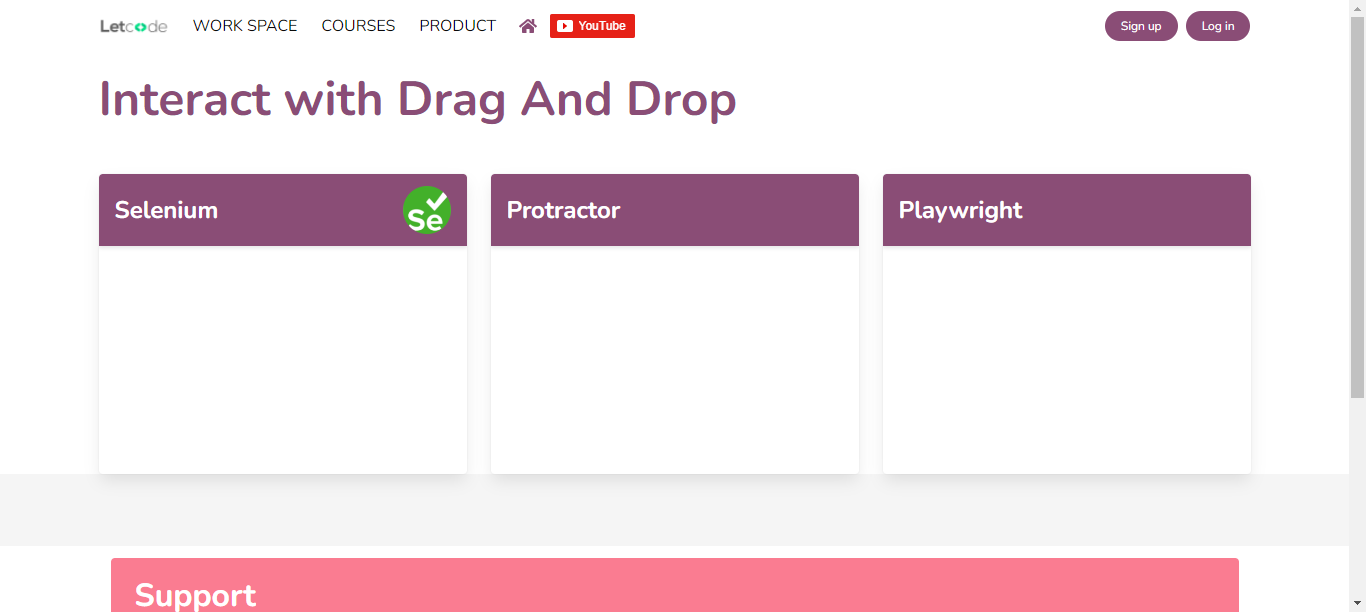 Letcode WORK SPACE COURSES PRODUCT YouTube Sign up Log in
Interact with Drag And Drop
Selenium Se Protractor Playwright
Support